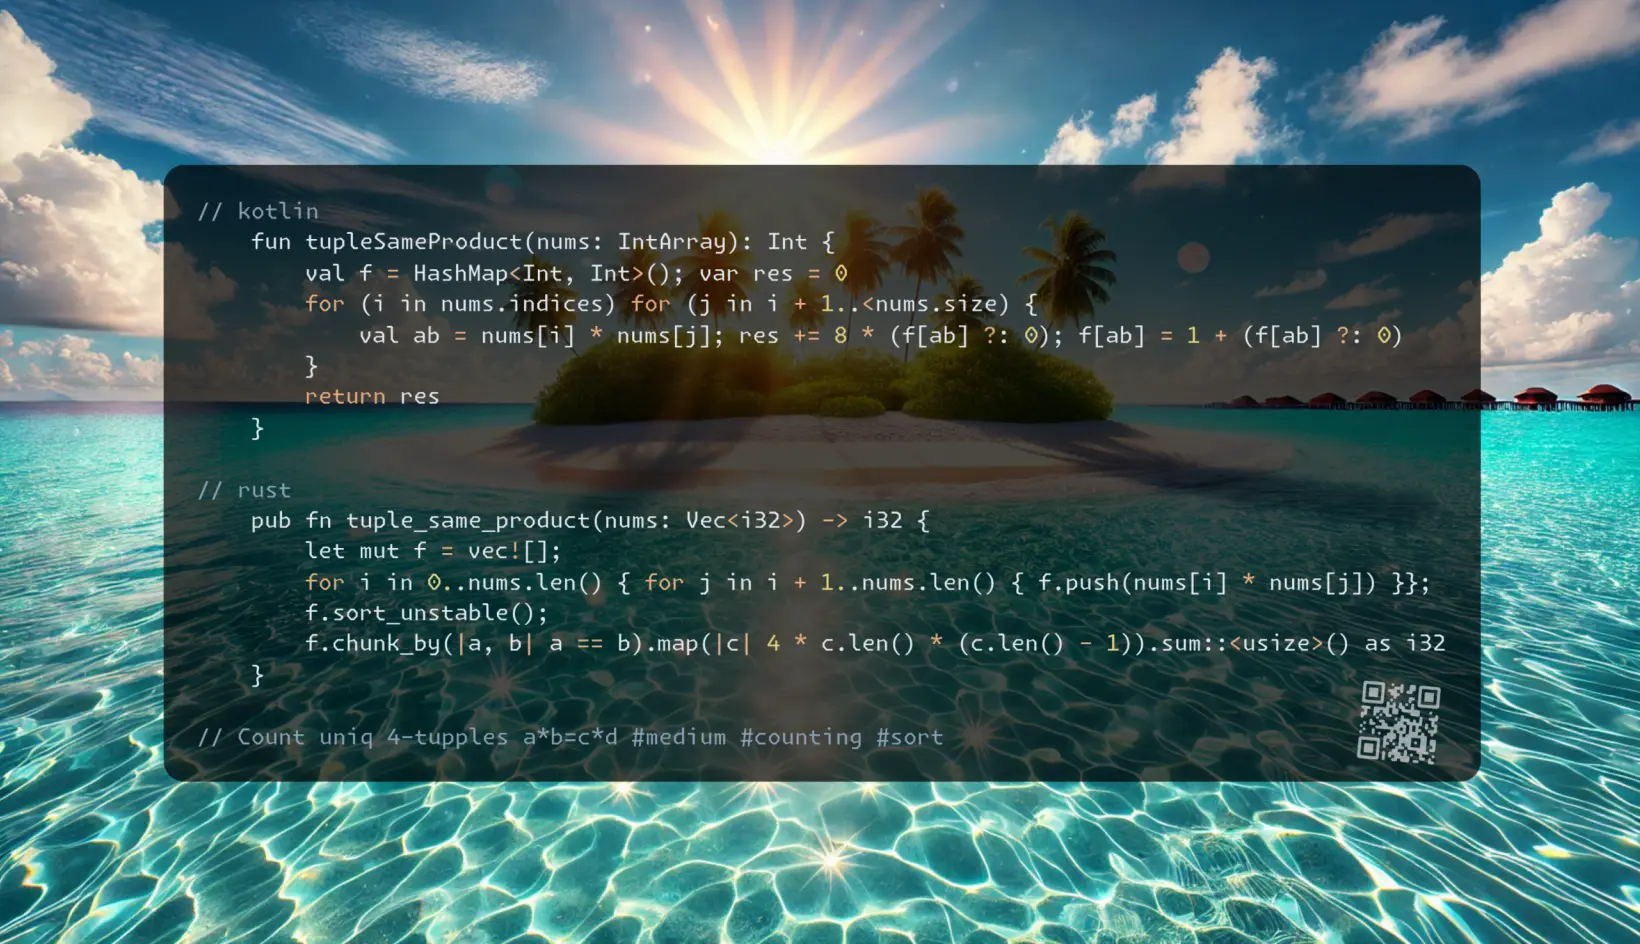 // kotlin
fun tupleSameProduct(nums: IntArray): Int {
val f = HashMap<Int, Int>(); var res = 0
for (i in nums.indices) for (j in i + 1..<nums.size) {
val ab = nums[i] * nums[j]; res += 8 * (f[ab] ?: 0); f[ab] = 1 + (f[ab] ?: 0)
}
return res
}
// rust
pub fn tuple_same_product(nums: Vec<i32>) -> i32 {
let mut f = vec![];
for i in 0..nums.len() { for j in i + 1..nums.len() { f.push(nums[i] * nums[j]) }};
f.sort_unstable();
f.chunk_by(|a, b| a == b).map(|c| 4 * c.len() * (c.len() - 1)).sum::<usize>() as i32
}
// Count uniq 4-tupples a*b=c*d #medium #counting #sort